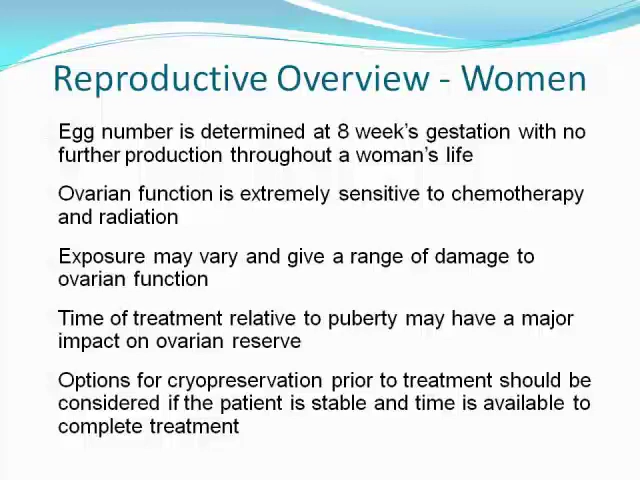 Reproductive Overview - Women
Egg number is determined at 8 week's gestation with no
further production throughout a woman's life
Ovarian function is extremely sensitive to chemotherapy
and radiation
Exposure may vary and give a range of damage to
ovarian function
Time of treatment relative to puberty may have a major
impact on ovarian reserve
Options for cryopreservation prior to treatment should be
considered if the patient is stable and time is available to
complete treatment